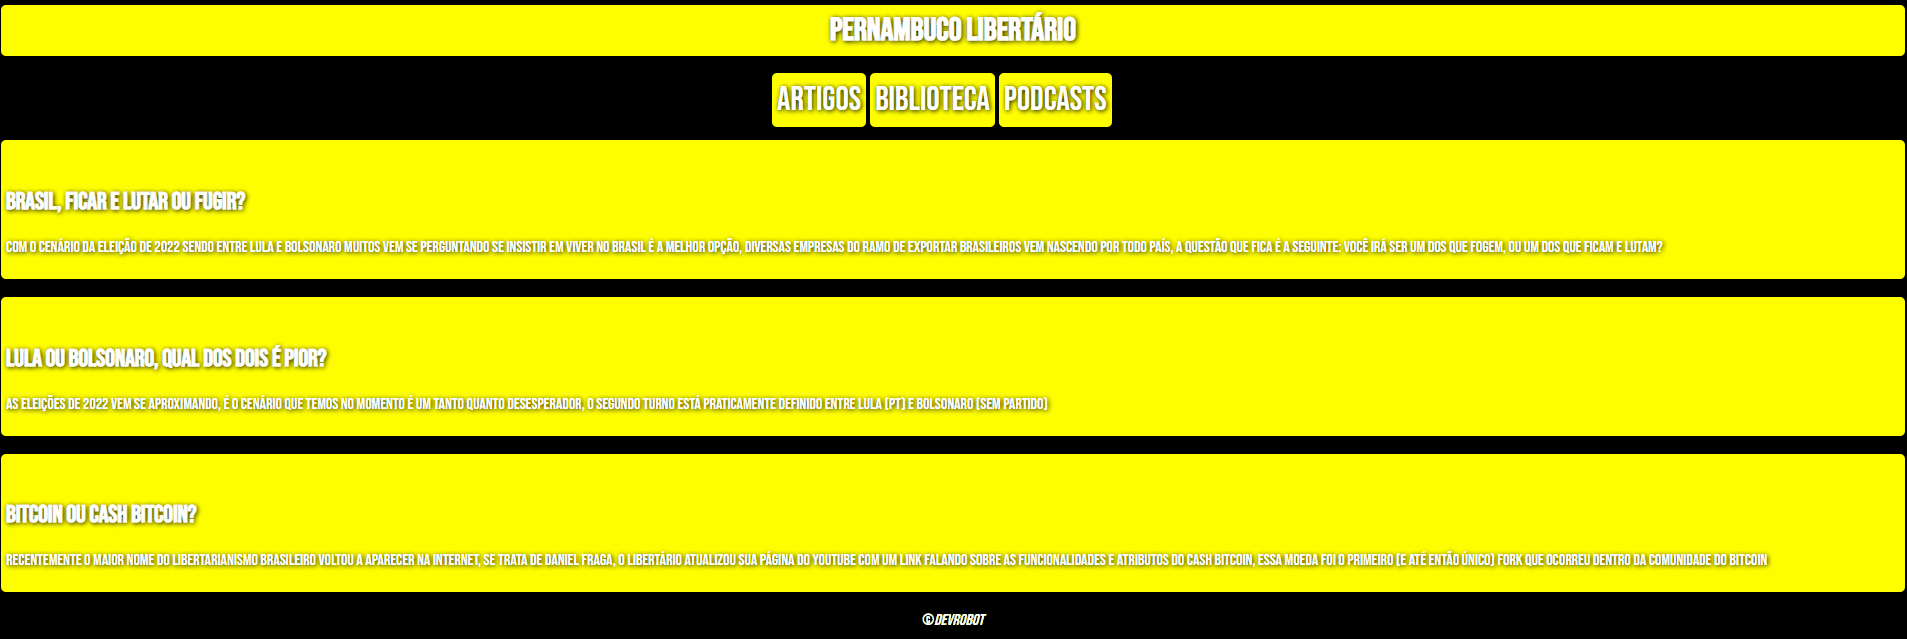 PERNAMBUCO LIBERTÁRIO
ARTIGOS BIBLIOTECA PODCASTS
BRASIL, FICAR E LUTAR OU FUGIR?
COM O CENÁRIO DA ELEIÇÃO DE 2022 SENDO ENTRE LULA E BOLSONARO MUITOS VEM SE PERGUNTANDO SE INSISTIR EM VIVER NO BRASIL É A MELHOR OPÇÃO, DIVERSAS EMPRESAS DO RAMO DE EXPORTAR BRASILEIROS VEM NASCENDO POR TODO PAÍS, A QUESTÃO QUE FICA É A SEGUINTE: VOCÊ IRÁ SER UM DOS QUE FOGEM, OU UM DOS QUE FICAM E LUTAM?
LULA OU BOLSONARO, QUAL DOS DOIS É PIOR?
AS ELEIÇÕES DE 2022 VEM SE APROXIMANDO, É O CENÁRIO QUE TEMOS NO MOMENTO É UM TANTO QUANTO DESESPERADOR, O SEGUNDO TURNO ESTÁ PRATICAMENTE DEFINIDO ENTRE LULA (PT) E BOLSONARO (SEM PARTIDO)
BITCOIN OU CASH BITCOIN?
RECENTEMENTE O MAIOR NOME DO LIBERTARIANISMO BRASILEIRO VOLTOU A APARECER NA INTERNET, SE TRATA DE DANIEL FRAGA, O LIBERTÁRIO ATUALIZOU SUA PÁGINA DO YOUTUBE COM UM LINK FALANDO SOBRE AS FUNCIONALIDADES E ATRIBUTOS DO CASH BITCOIN, ESSA MOEDA FOI O PRIMEIRO (E ATÉ ENTÃO ÚNICO) FORK QUE OCORREU DENTRO DA COMUNIDADE DO BITCOIN
© DEVROBOT